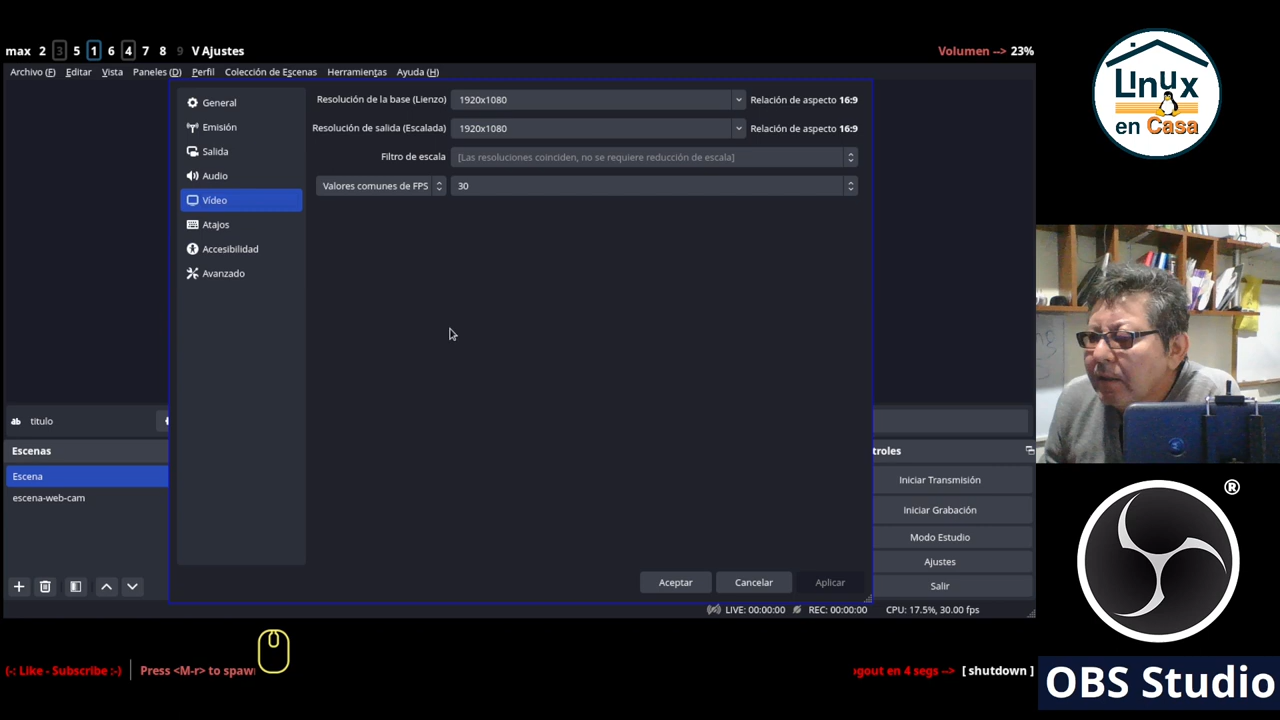 max 2 3 5 1 6 4 7 8 9 V Ajustes
Volumen --> 23%
Archivo (F) Editar Vista Paneles (D) Perfil Colección de Escenas Herramientas Ayuda (H)
General
Emisión
Salida
Audio
Vídeo
Atajos
Accesibilidad
Avanzado
Resolución de la base (Lienzo) 1920x1080 Relación de aspecto 16:9
Resolución de salida (Escalada) 1920x1080 Relación de aspecto 16:9
Filtro de escala [Las resoluciones coinciden, no se requiere reducción de escala]
Valores comunes de FPS 30
ab titulo
Escenas
Escena
escena-web-cam
troles
Iniciar Transmisión
Iniciar Grabación
Modo Estudio
Ajustes
Salir
Aceptar Cancelar Aplicar
LIVE: 00:00:00 REC: 00:00:00 CPU: 17.5%, 30.00 fps
(-: Like - Subscribe :-) Press <M-r> to spaw
ogout en 4 segs --> [ shutdown ]
LInux
en Casa
®
OBS Studio